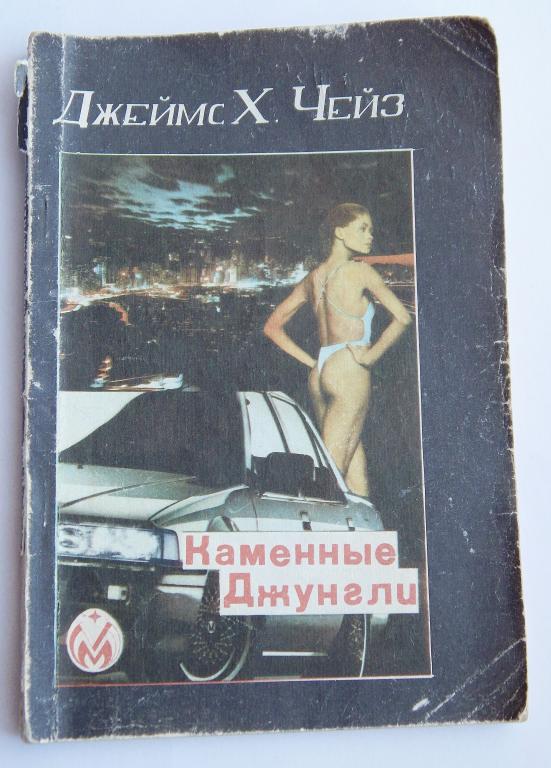 Джеймс Х. Чейз
Каменные
Джунгли